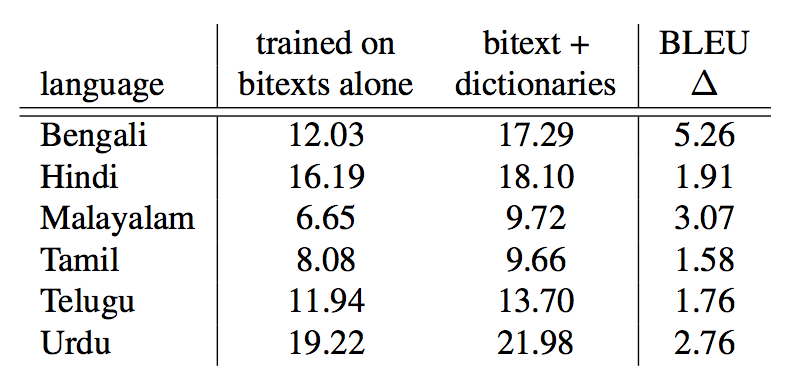 trained on bitext + BLEU
language bitexts alone dictionaries Δ
Bengali 12.03 17.29 5.26
Hindi 16.19 18.10 1.91
Malayalam 6.65 9.72 3.07
Tamil 8.08 9.66 1.58
Telugu 11.94 13.70 1.76
Urdu 19.22 21.98 2.76